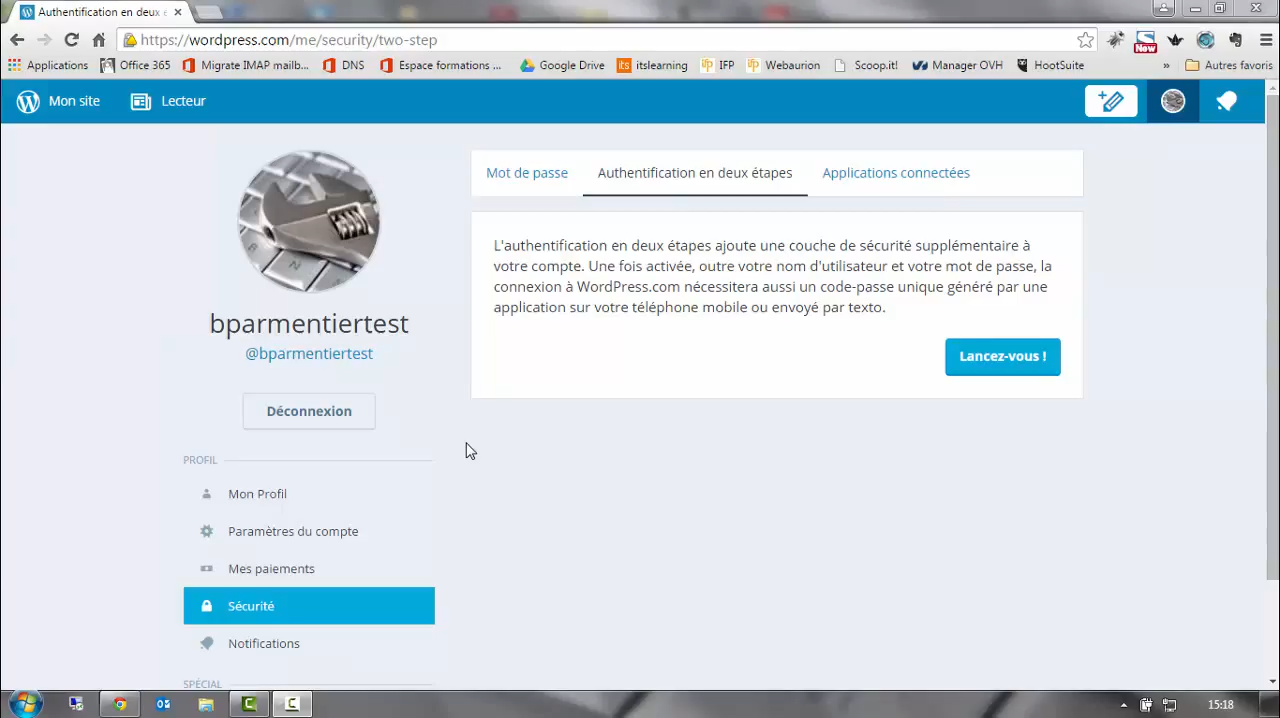 Authentification en deux é
https://wordpress.com/me/security/two-step
New
Applications Office 365 Migrate IMAP mailb... DNS Espace formations ... Google Drive its itslearning IFP Webaurion Scoop.it! Manager OVH HootSuite » Autres favoris
Mon site Lecteur
Mot de passe Authentification en deux étapes Applications connectées
L'authentification en deux étapes ajoute une couche de sécurité supplémentaire à
votre compte. Une fois activée, outre votre nom d'utilisateur et votre mot de passe, la
connexion à WordPress.com nécessitera aussi un code-passe unique généré par une
application sur votre téléphone mobile ou envoyé par texto.
Lancez-vous !
bparmentiertest
@bparmentiertest
Déconnexion
PROFIL
Mon Profil
Paramètres du compte
Mes paiements
Sécurité
Notifications
SPÉCIAL
15:18